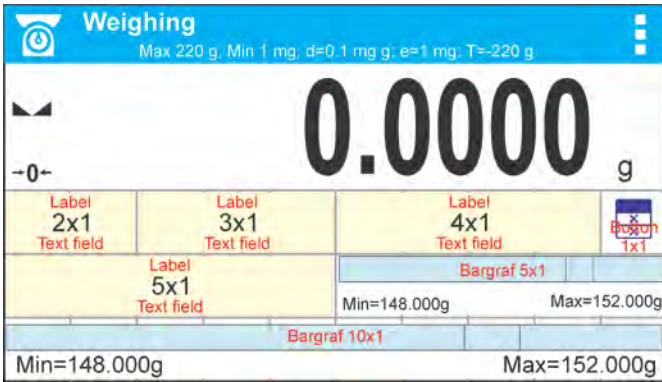 Weighing
Max 220 g; Min 1 mg; d=0.1 mg g; e=1 mg; T=-220 g
0.0000 g
→0←
Label Label Label
2x1 3x1 4x1
Text field Text field Text field
Button
1x1
Label
5x1
Text field
Bargraf 5x1
Min=148.000g Max=152.000g
Bargraf 10x1
Min=148.000g Max=152.000g